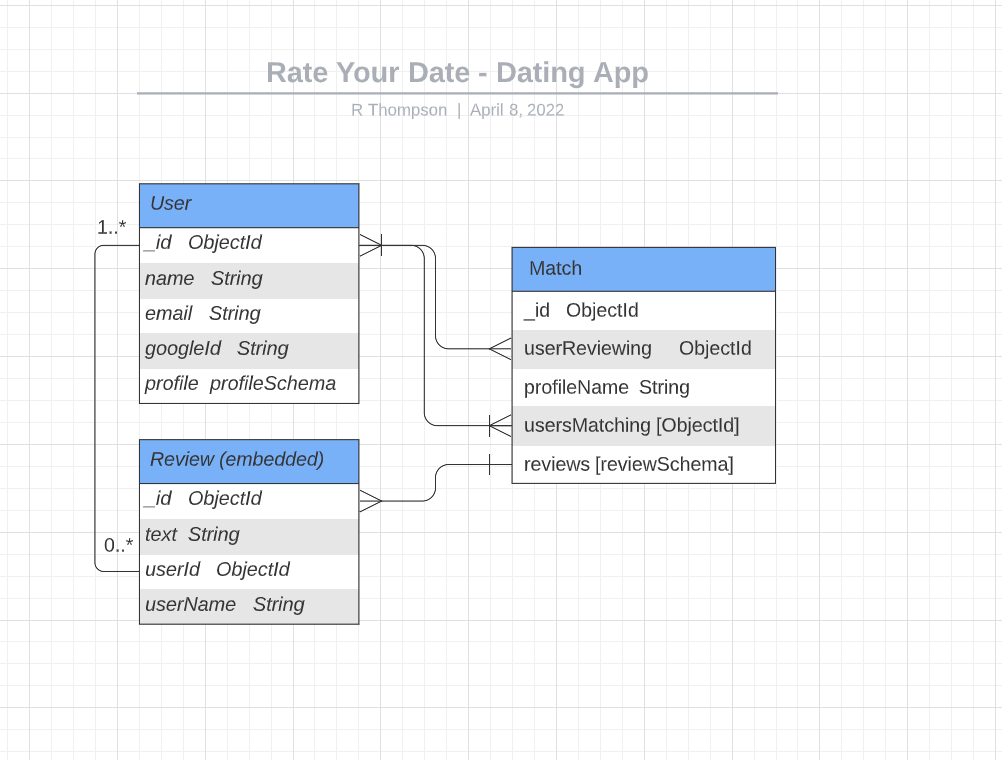 Rate Your Date - Dating App
R Thompson | April 8, 2022
User
1..*
_id ObjectId
name String
email String
googleId String
profile profileSchema
Match
_id ObjectId
userReviewing ObjectId
profileName String
usersMatching [ObjectId]
reviews [reviewSchema]
Review (embedded)
_id ObjectId
text String
0..*
userId ObjectId
userName String